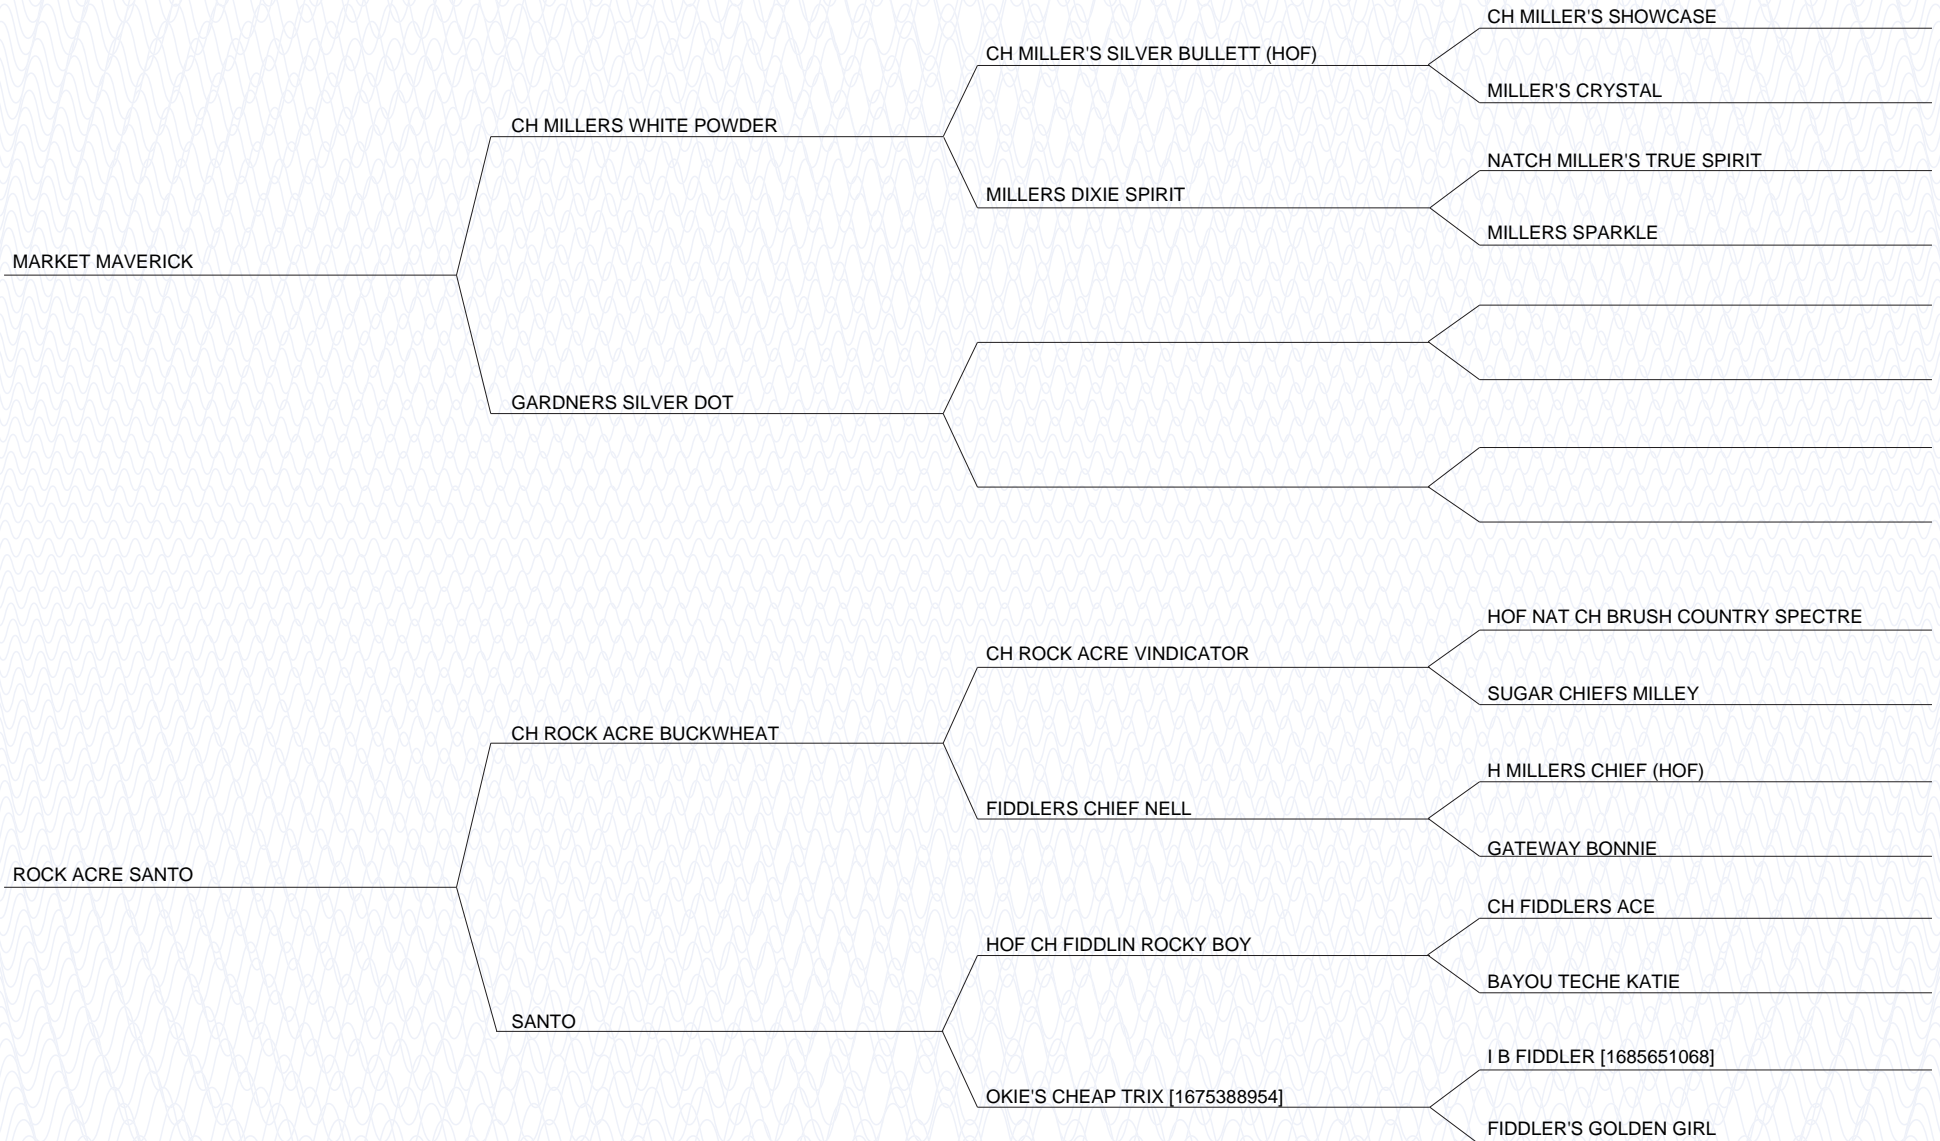 CH MILLER'S SHOWCASE
CH MILLER'S SILVER BULLETT (HOF)
MILLER'S CRYSTAL
CH MILLERS WHITE POWDER
NATCH MILLER'S TRUE SPIRIT
MILLERS DIXIE SPIRIT
MILLERS SPARKLE
MARKET MAVERICK
GARDNERS SILVER DOT
HOF NAT CH BRUSH COUNTRY SPECTRE
CH ROCK ACRE VINDICATOR
SUGAR CHIEFS MILLEY
CH ROCK ACRE BUCKWHEAT
H MILLERS CHIEF (HOF)
FIDDLERS CHIEF NELL
GATEWAY BONNIE
ROCK ACRE SANTO
CH FIDDLERS ACE
HOF CH FIDDLIN ROCKY BOY
BAYOU TECHE KATIE
SANTO
I B FIDDLER [1685651068]
OKIE'S CHEAP TRIX [1675388954]
FIDDLER'S GOLDEN GIRL